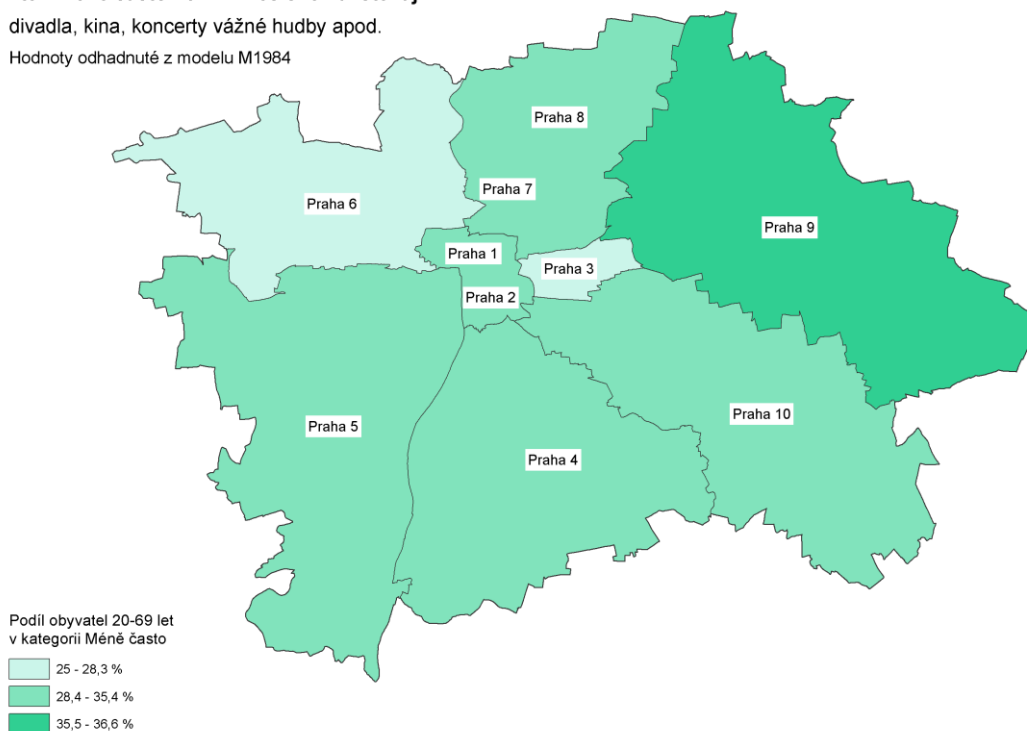 divadla, kina, koncerty vážné hudby apod.
Hodnoty odhadnuté z modelu M1984
Praha 8
Praha 7
Praha 6
Praha 9
Praha 1
Praha 3
Praha 2
Praha 10
Praha 5
Praha 4
Podíl obyvatel 20-69 let
v kategorii Méně často
25 - 28,3 %
28,4 - 35,4 %
35,5 - 36,6 %